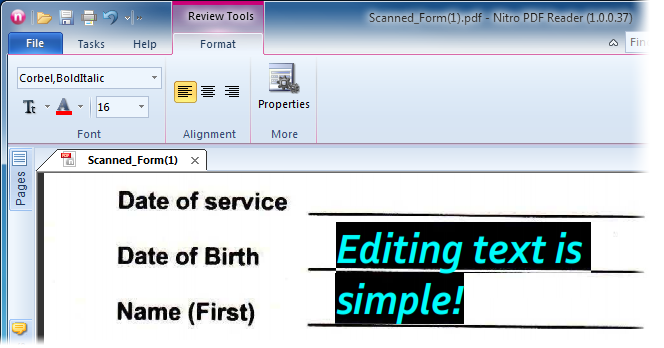 Review Tools
Scanned_Form(1).pdf - Nitro PDF Reader (1.0.0.37)
File Tasks Help Format
Corbel,BoldItalic
16
Properties
Font Alignment More
Scanned_Form(1)
Pages
Date of service
Date of Birth
Editing text is
simple!
Name (First)